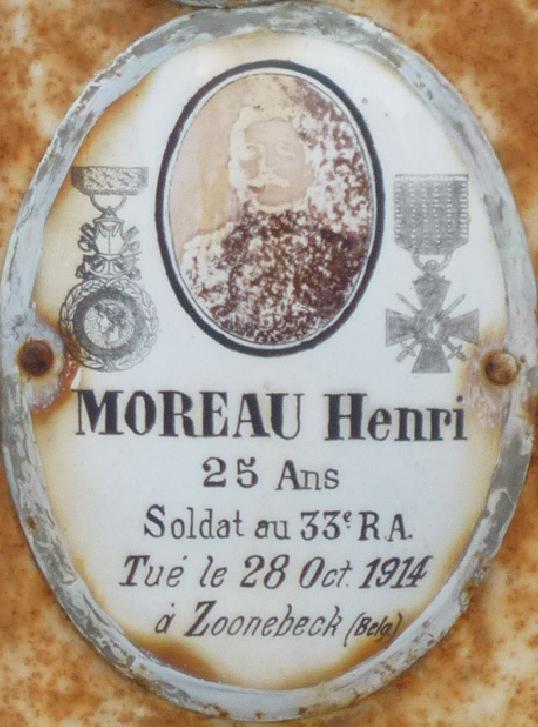 MOREAU Henri
25 Ans
Soldat au 33e R.A.
Tué le 28 Oct. 1914
à Zoonebeck (Belg.)